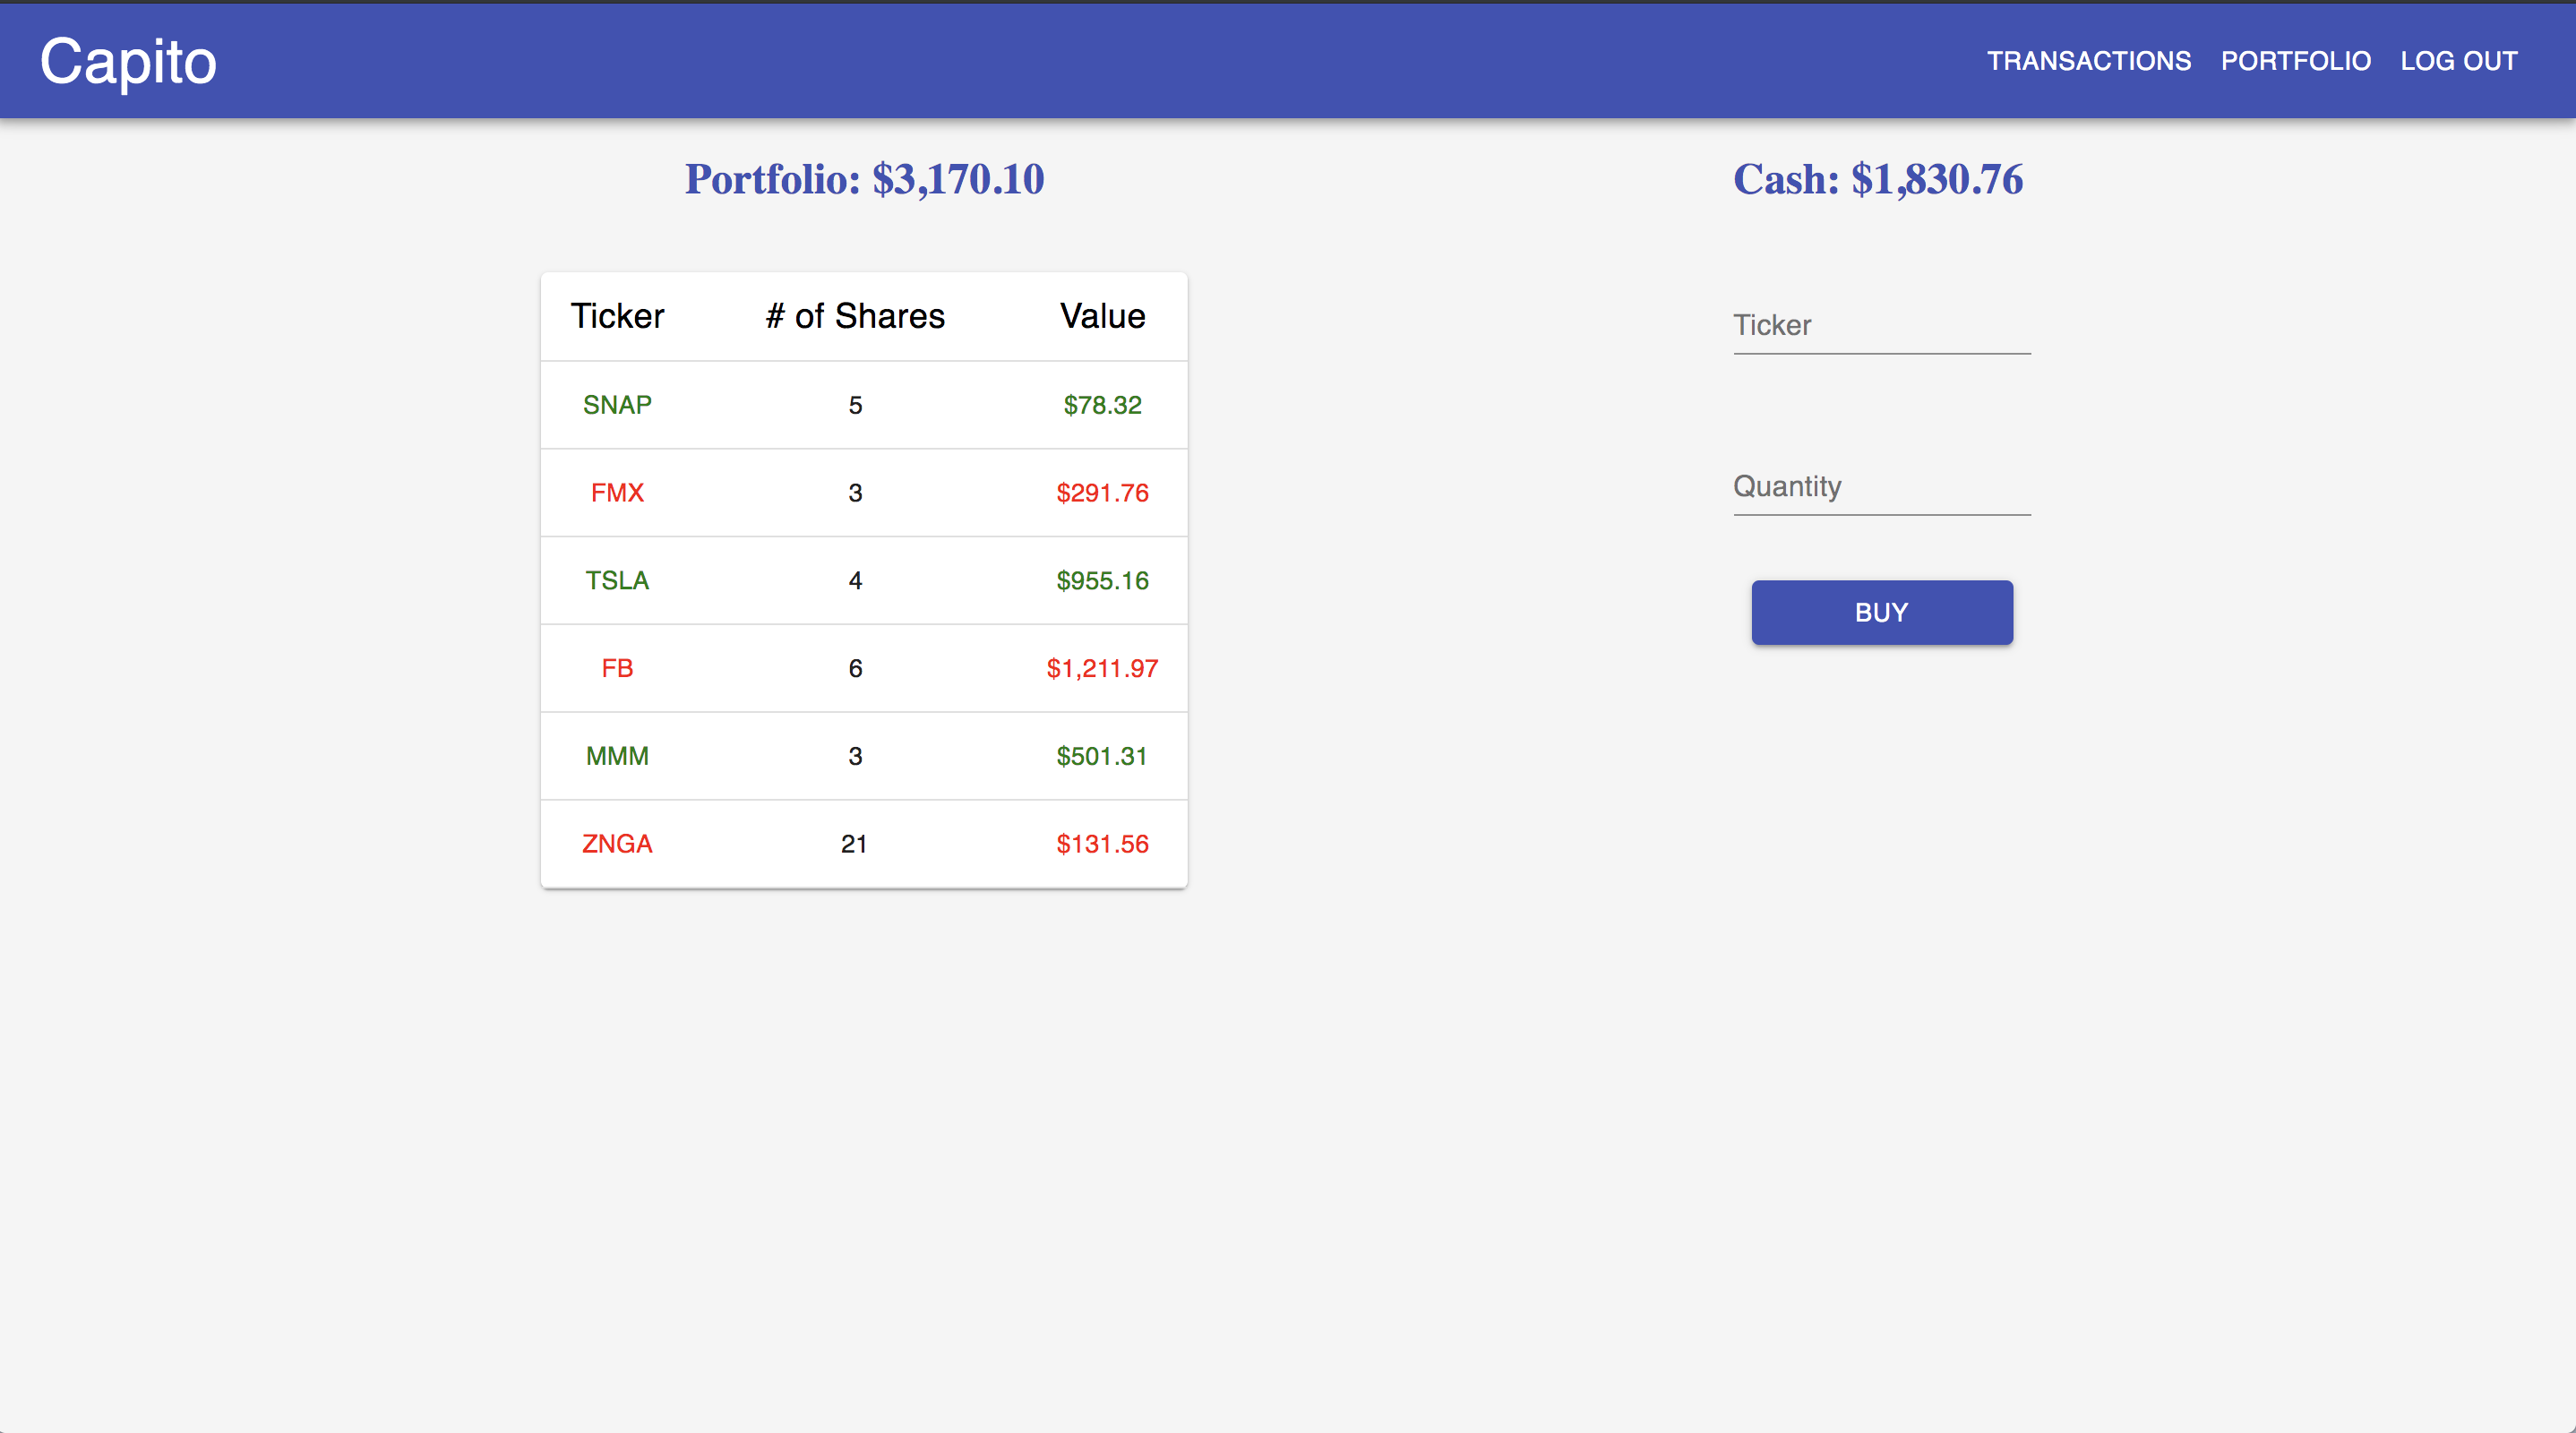 Capito
TRANSACTIONS PORTFOLIO LOG OUT
Portfolio: $3,170.10
Ticker # of Shares Value
SNAP 5 $78.32
FMX 3 $291.76
TSLA 4 $955.16
FB 6 $1,211.97
MMM 3 $501.31
ZNGA 21 $131.56
Cash: $1,830.76
Ticker
Quantity
BUY